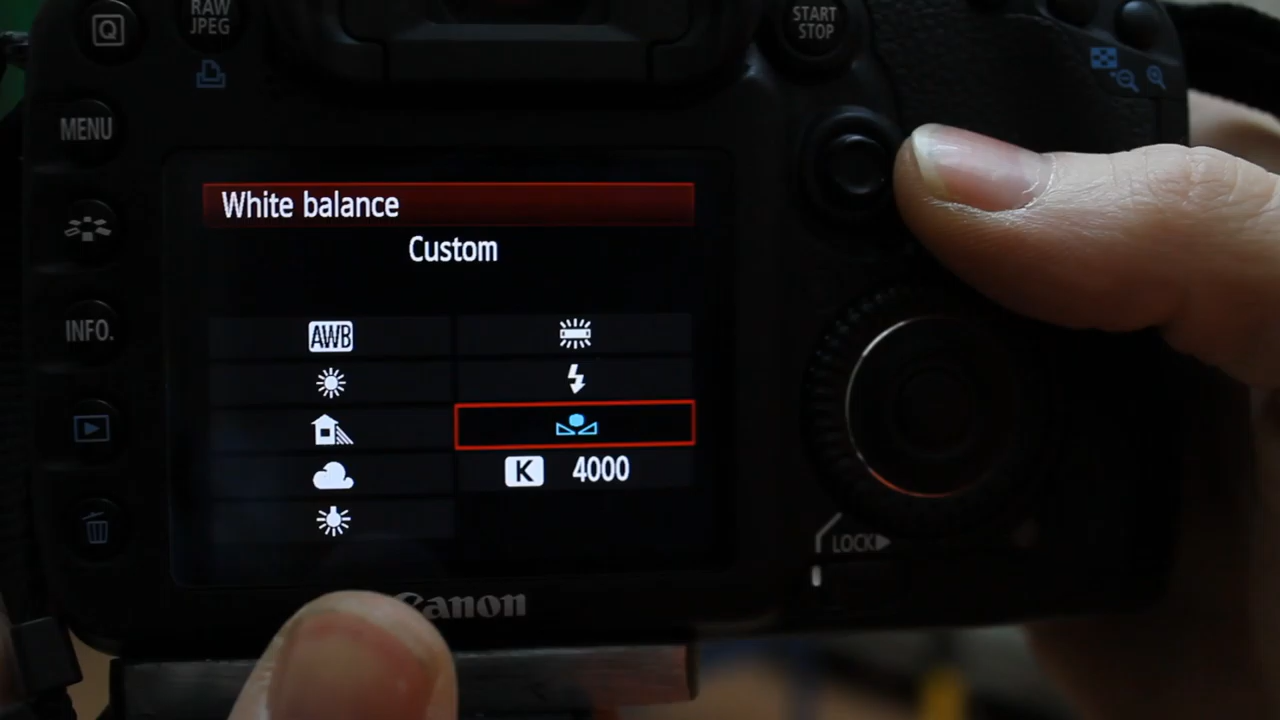 Q
RAW
JPEG
START
STOP
MENU
White balance
Custom
AWB
INFO.
K 4000
LOCK
Canon